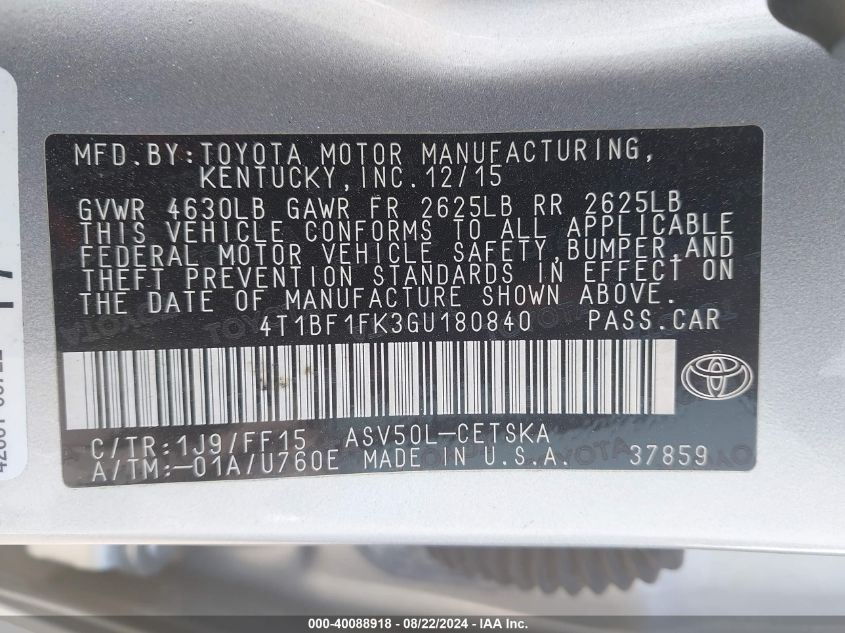 MFD.BY:TOYOTA MOTOR MANUFACTURING,
KENTUCKY,INC.12/15
GVWR 4630LB GAWR FR 2625LB RR 2625LB
THIS VEHICLE CONFORMS TO ALL APPLICABLE
FEDERAL MOTOR VEHICLE SAFETY,BUMPER,AND
THEFT PREVENTION STANDARDS IN EFFECT ON
THE DATE OF MANUFACTURE SHOWN ABOVE.
4T1BF1FK3GU180840 PASS.CAR
C/TR:1J9/FF15 ASV50L-CETSKA
A/TM:-01A/U760E MADE IN U.S.A. 37859
000-40088918 - 08/22/2024 - IAA Inc.